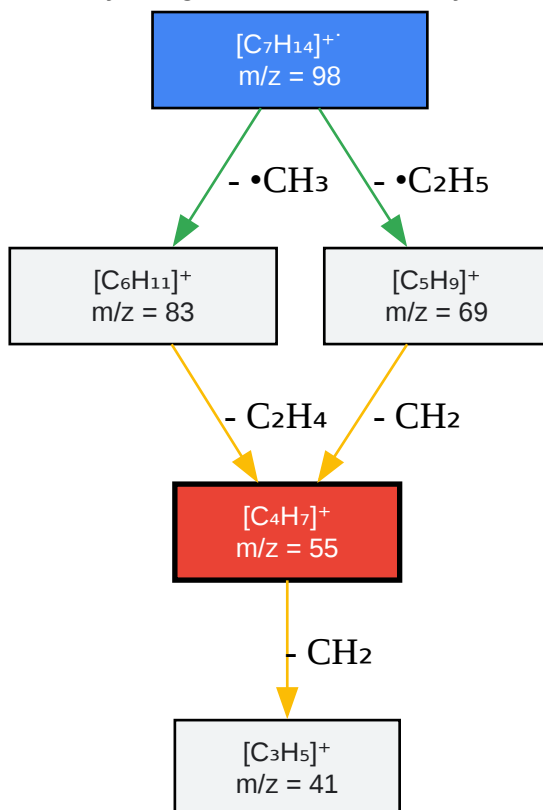 [C₇H₁₄]⁺˙
m/z = 98
- •CH₃
- •C₂H₅
[C₆H₁₁]⁺
m/z = 83
[C₅H₉]⁺
m/z = 69
- C₂H₄
- CH₂
[C₄H₇]⁺
m/z = 55
- CH₂
[C₃H₅]⁺
m/z = 41